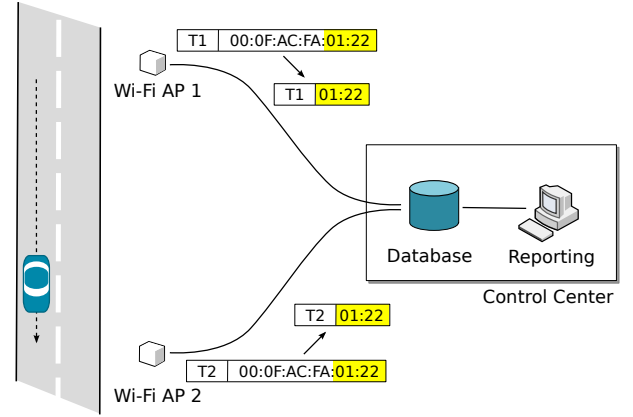 T1 00:0F:AC:FA:01:22
Wi-Fi AP 1
T1 01:22
Database
Reporting
Control Center
T2 01:22
T2 00:0F:AC:FA:01:22
Wi-Fi AP 2